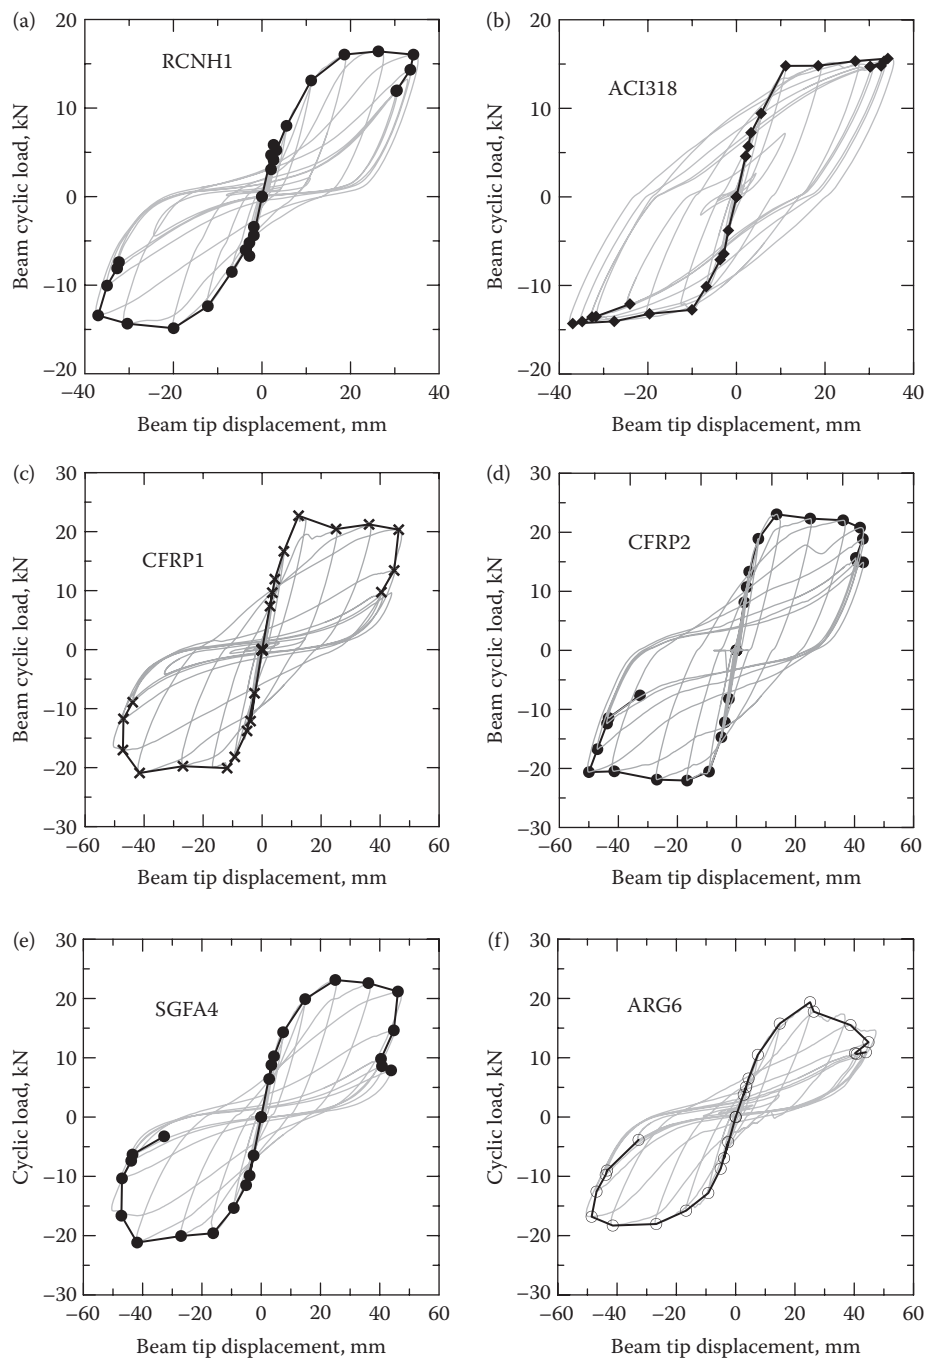 (a)
RCNH1
Beam cyclic load, kN
20
10
0
−10
−20
−40 −20 0 20 40
Beam tip displacement, mm
(b)
ACI318
Beam cyclic load, kN
20
10
0
−10
−20
−40 −20 0 20 40
Beam tip displacement, mm
(c)
CFRP1
Beam cyclic load, kN
30
20
10
0
−10
−20
−30
−60 −40 −20 0 20 40 60
Beam tip displacement, mm
(d)
CFRP2
Beam cyclic load, kN
30
20
10
0
−10
−20
−30
−60 −40 −20 0 20 40 60
Beam tip displacement, mm
(e)
SGFA4
Cyclic load, kN
30
20
10
0
−10
−20
−30
−60 −40 −20 0 20 40 60
Beam tip displacement, mm
(f)
ARG6
Cyclic load, kN
30
20
10
0
−10
−20
−30
−60 −40 −20 0 20 40 60
Beam tip displacement, mm